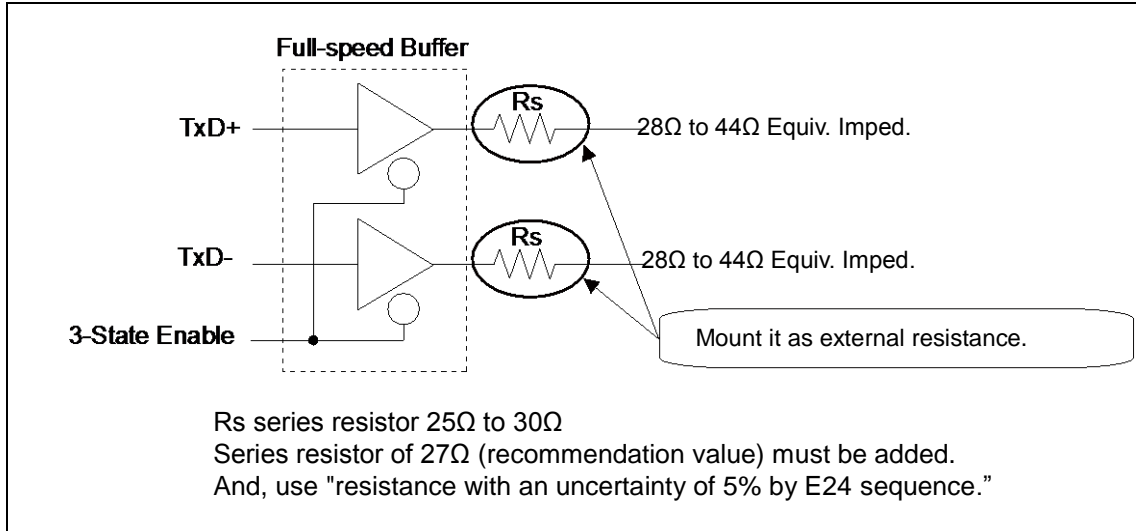 Full-speed Buffer
Rs
TxD+
28Ω to 44Ω Equiv. Imped.
Rs
TxD-
28Ω to 44Ω Equiv. Imped.
3-State Enable
Mount it as external resistance.
Rs series resistor 25Ω to 30Ω
Series resistor of 27Ω (recommendation value) must be added.
And, use "resistance with an uncertainty of 5% by E24 sequence.”